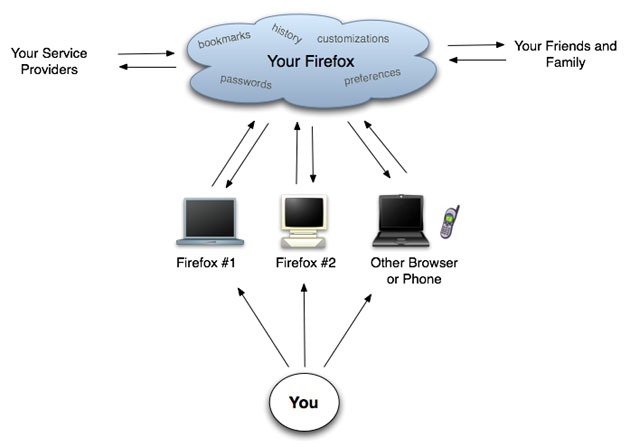 bookmarks
history
customizations
Your Firefox
passwords
preferences
Your Service
Providers
Your Friends and
Family
Firefox #1
Firefox #2
Other Browser
or Phone
You